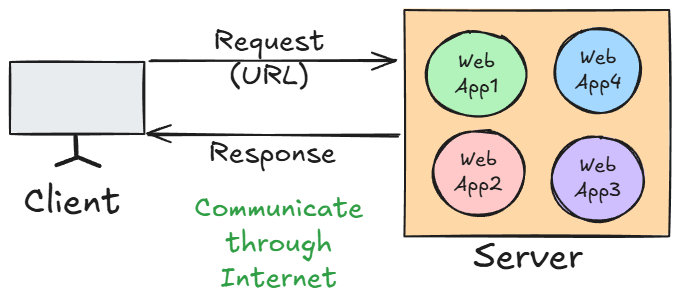 Request
(URL)
Response
Client
Communicate
through
Internet
Web
App1
Web
App4
Web
App2
Web
App3
Server